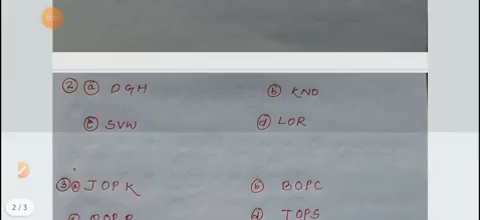 2 a DGH b KNO
c SVW d LOR
3 a JOPK b BOPC
d TOPS
2 / 3